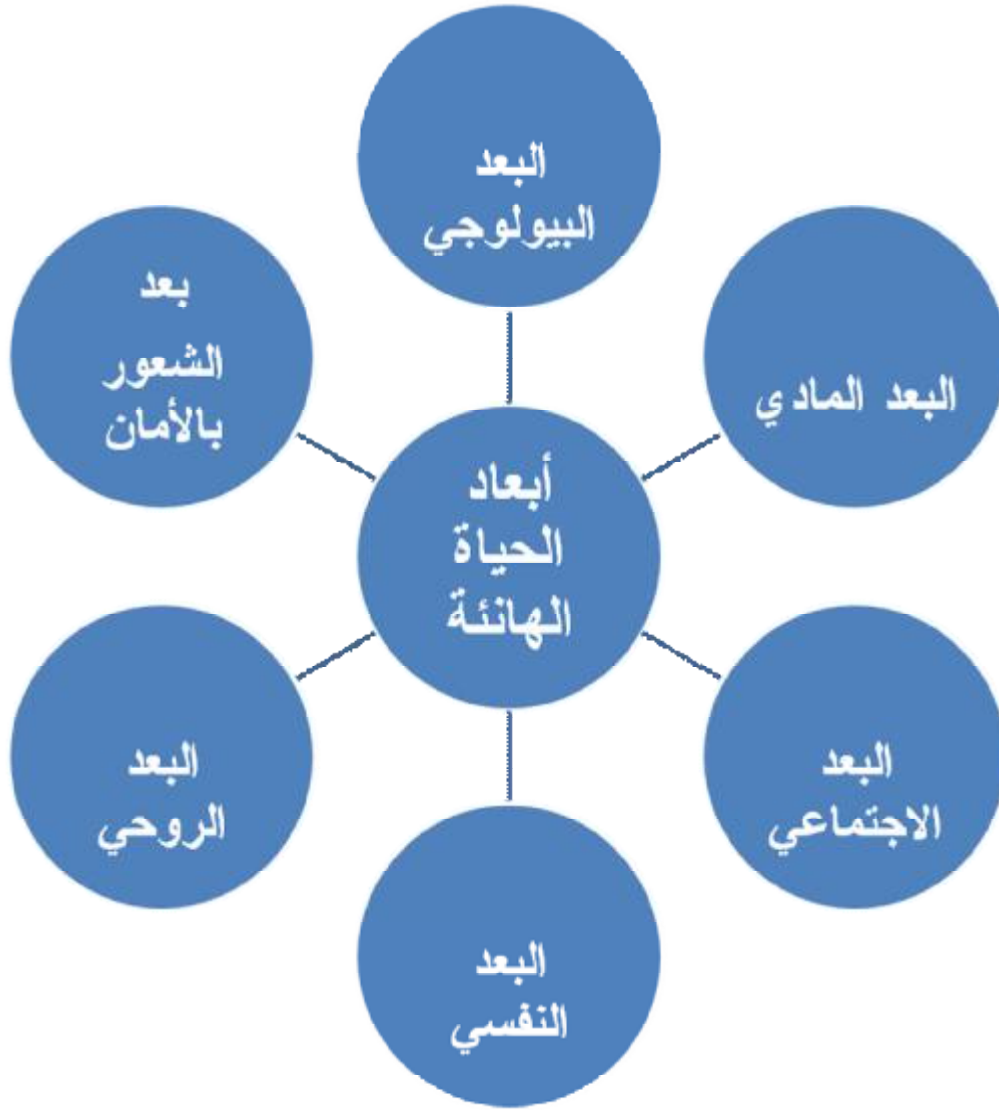 البعد
البيولوجي
البعد المادي
بعد
الشعور
بالأمان
أبعاد
الحياة
الهانئة
البعد
الاجتماعي
البعد
الروحي
البعد
النفسي